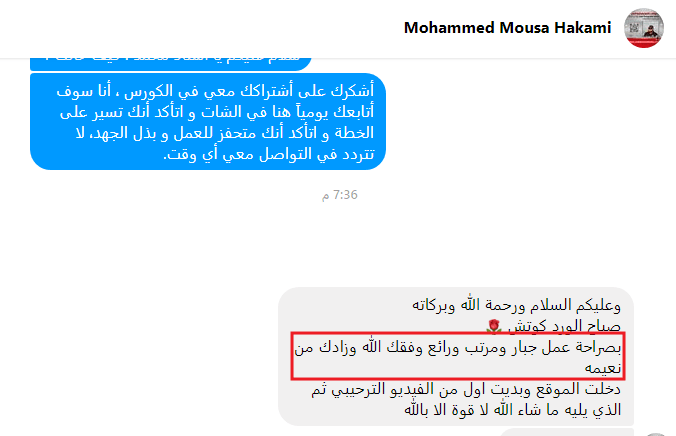 Mohammed Mousa Hakami
أشكرك على أشتراكك معي في الكورس ، أنا سوف
أتابعك يومياً هنا في الشات و اتأكد أنك تسير على
الخطة و اتأكد أنك متحفز للعمل و بذل الجهد، لا
تتردد في التواصل معي أي وقت.
7:36 م
وعليكم السلام ورحمة الله وبركاته
صباح الورد كوتش 🌹
بصراحة عمل جبار ومرتب ورائع وفقك الله وزادك من
نعيمه
دخلت الموقع وبديت اول من الفيديو الترحيبي ثم
الذي يليه ما شاء الله لا قوة الا بالله